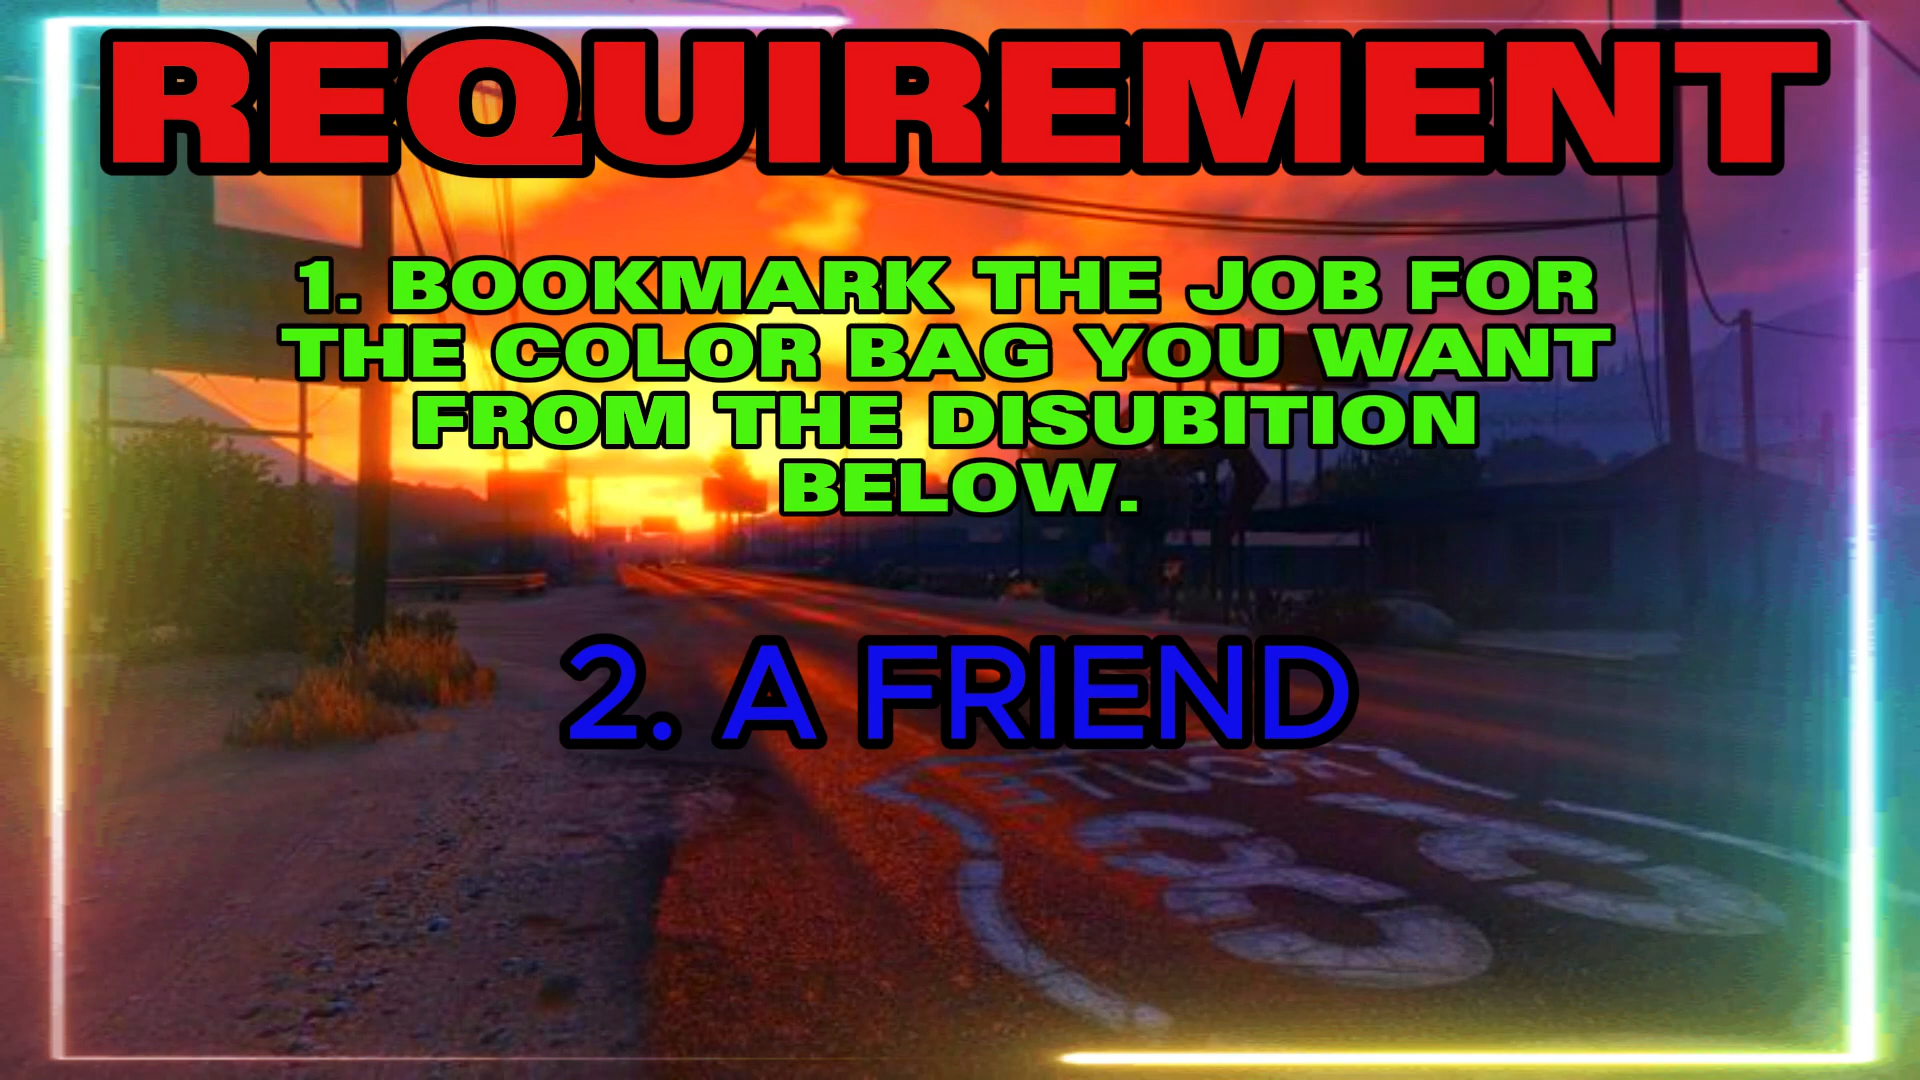 REQUIREMENT
1. BOOKMARK THE JOB FOR
THE COLOR BAG YOU WANT
FROM THE DISUBITION
BELOW.
2. A FRIEND